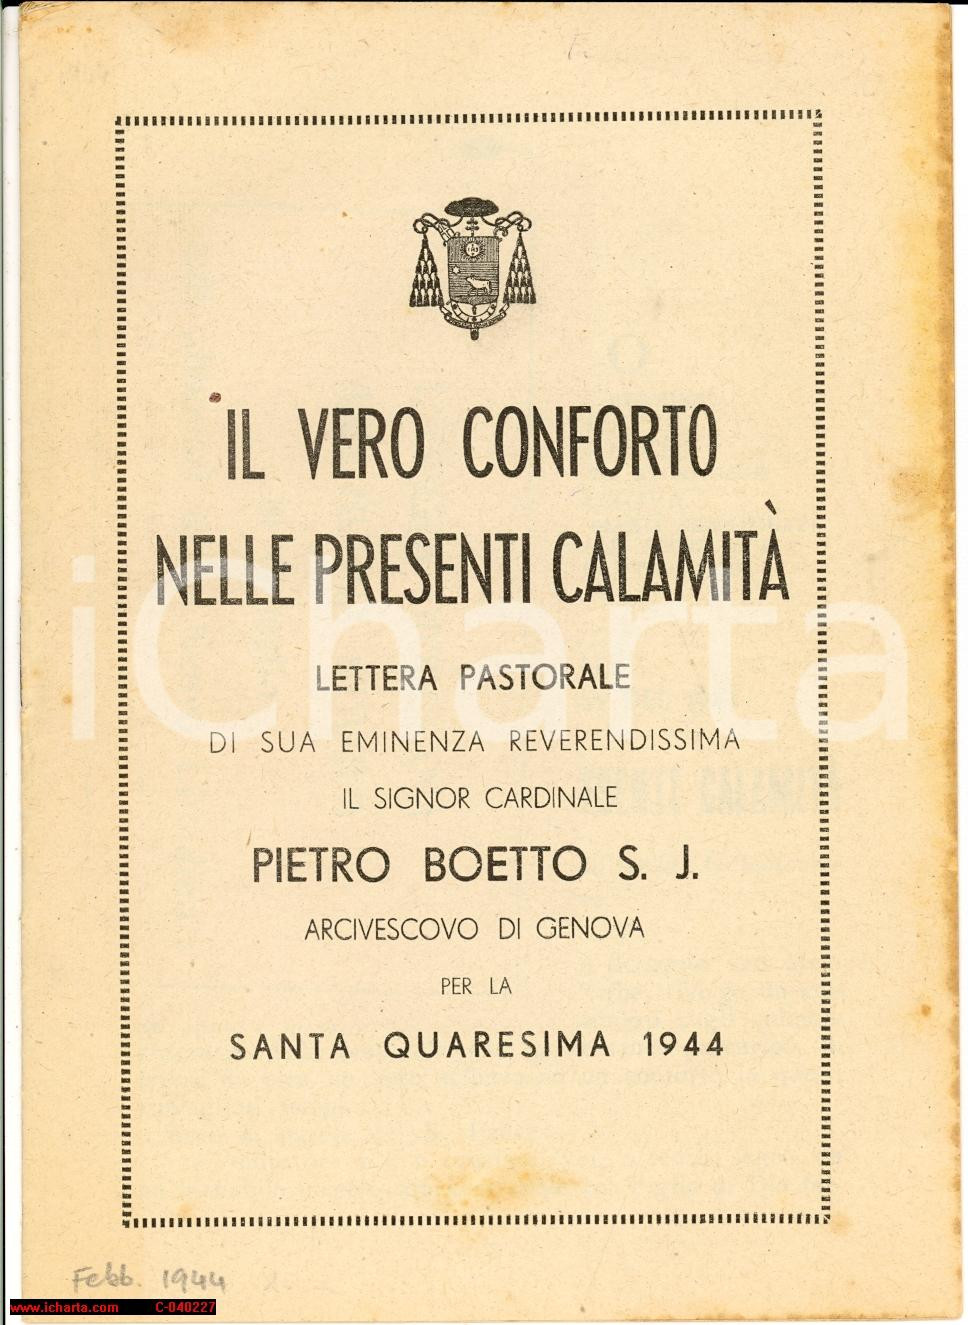 IL VERO CONFORTO
NELLE PRESENTI CALAMITÀ
LETTERA PASTORALE
DI SUA EMINENZA REVERENDISSIMA
IL SIGNOR CARDINALE
PIETRO BOETTO S. J.
ARCIVESCOVO DI GENOVA
PER LA
SANTA QUARESIMA 1944
iCharta
Febb. 1944
www.icharta.com C-040227